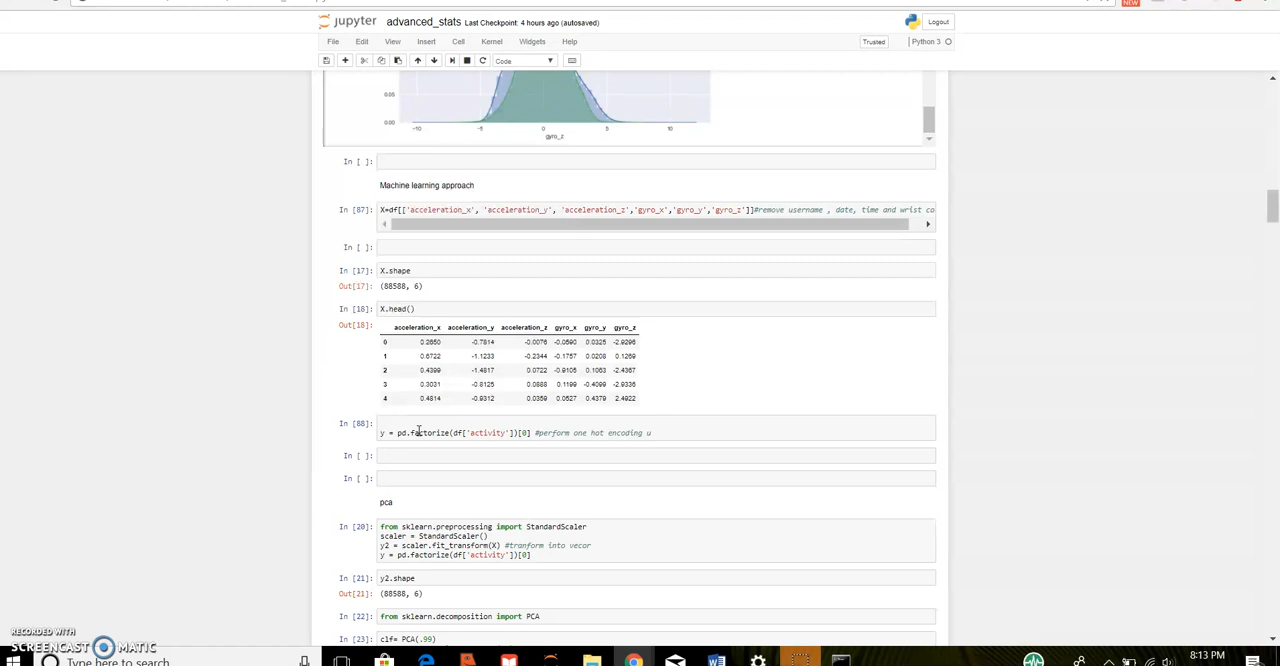 NEW
jupyter advanced_stats Last Checkpoint: 4 hours ago (autosaved)
Logout
File Edit View Insert Cell Kernel Widgets Help
Trusted
Python 3
Code
0.05
0.00
-10 -5 0 5 10
gyro_z
In [ ]:
Machine learning approach
In [87]: X=df[['acceleration_x', 'acceleration_y', 'acceleration_z','gyro_x','gyro_y','gyro_z']]#remove username , date, time and wrist co
In [ ]:
In [17]: X.shape
Out[17]: (88588, 6)
In [18]: X.head()
Out[18]:
acceleration_x acceleration_y acceleration_z gyro_x gyro_y gyro_z
0 0.2650 -0.7814 -0.0076 -0.0590 0.0325 -2.9296
1 0.6722 -1.1233 -0.2344 -0.1757 0.0208 0.1269
2 0.4399 -1.4817 0.0722 -0.9105 0.1063 -2.4367
3 0.3031 -0.8125 0.0888 0.1199 -0.4099 -2.9336
4 0.4814 -0.9312 0.0359 0.0527 0.4379 2.4922
In [88]:
y = pd.factorize(df['activity'])[0] #perform one hot encoding u
In [ ]:
In [ ]:
pca
In [20]: from sklearn.preprocessing import StandardScaler
scaler = StandardScaler()
y2 = scaler.fit_transform(X) #tranform into vecor
y = pd.factorize(df['activity'])[0]
In [21]: y2.shape
Out[21]: (88588, 6)
In [22]: from sklearn.decomposition import PCA
In [23]: clf= PCA(.99)
RECORDED WITH
SCREENCAST MATIC
Type here to search
8:13 PM